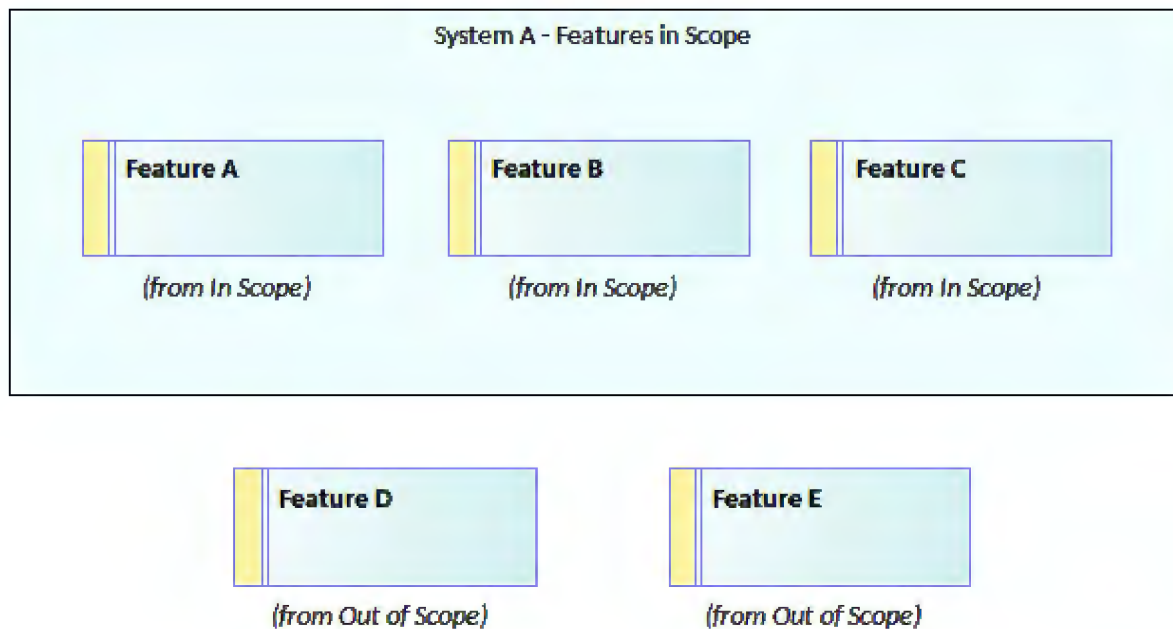 System A - Features in Scope
Feature A
Feature B
Feature C
(from In Scope)
(from In Scope)
(from In Scope)
Feature D
Feature E
(from Out of Scope)
(from Out of Scope)